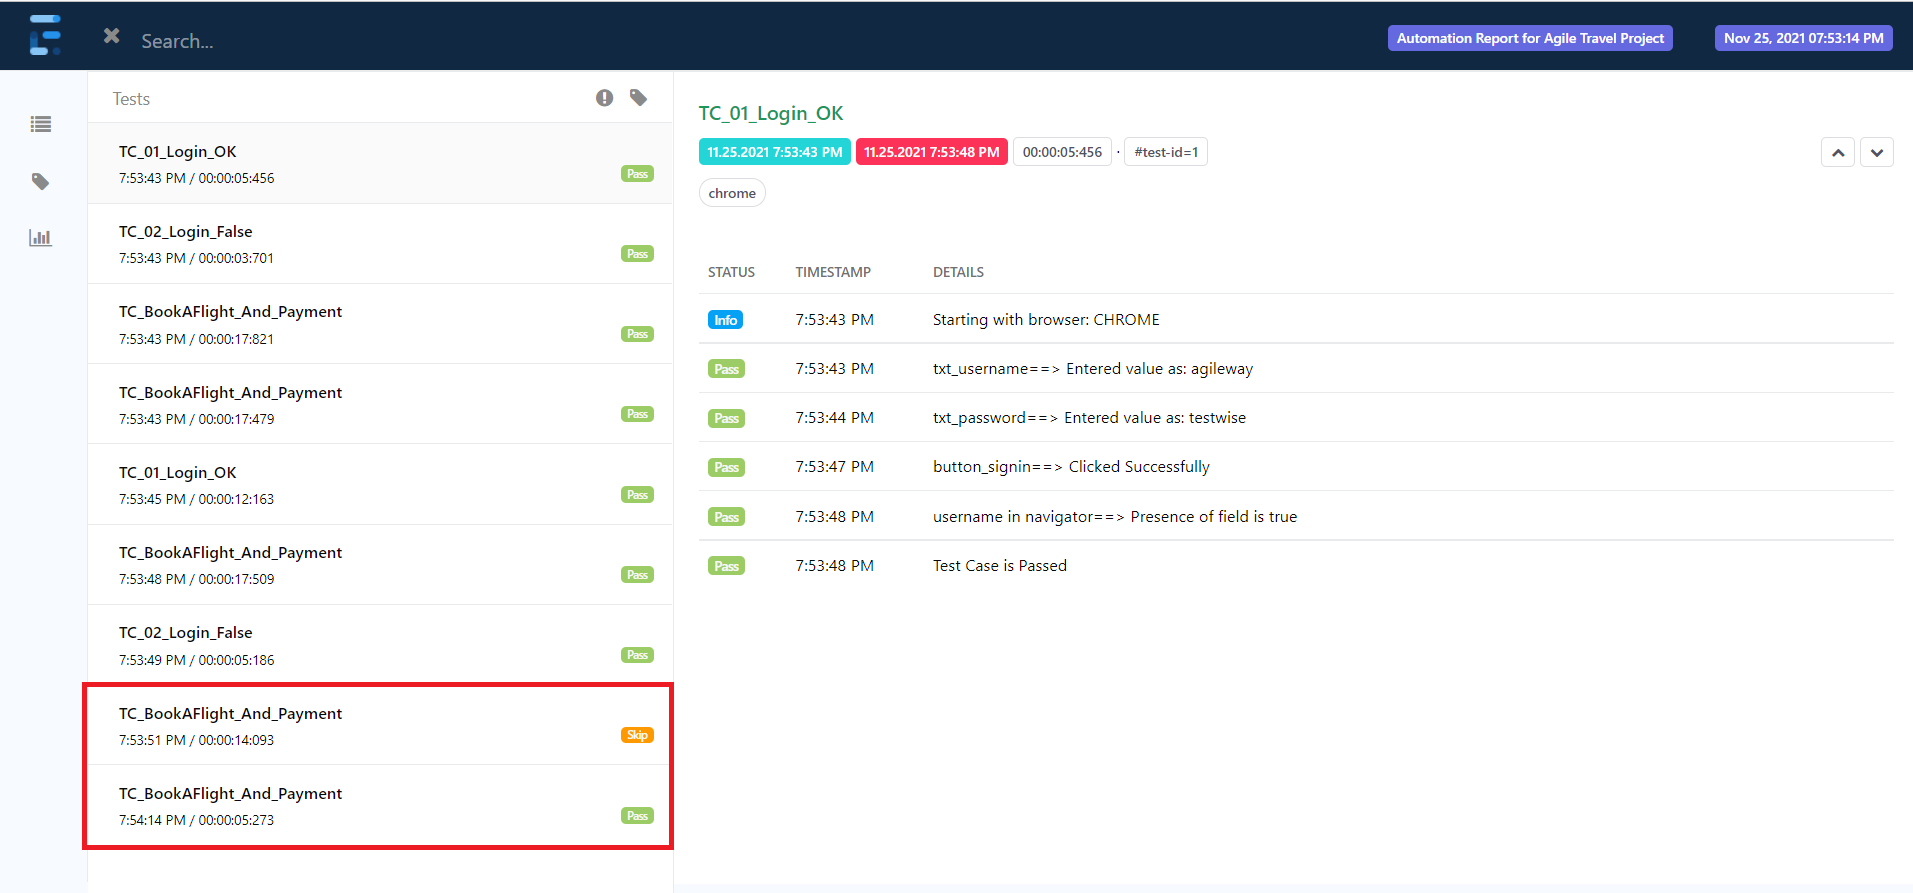 Search...
Automation Report for Agile Travel Project
Nov 25, 2021 07:53:14 PM
Tests
TC_01_Login_OK
7:53:43 PM / 00:00:05:456
Pass
TC_02_Login_False
7:53:43 PM / 00:00:03:701
Pass
TC_BookAFlight_And_Payment
7:53:43 PM / 00:00:17:821
Pass
TC_BookAFlight_And_Payment
7:53:43 PM / 00:00:17:479
Pass
TC_01_Login_OK
7:53:45 PM / 00:00:12:163
Pass
TC_BookAFlight_And_Payment
7:53:48 PM / 00:00:17:509
Pass
TC_02_Login_False
7:53:49 PM / 00:00:05:186
Pass
TC_BookAFlight_And_Payment
7:53:51 PM / 00:00:14:093
Skip
TC_BookAFlight_And_Payment
7:54:14 PM / 00:00:05:273
Pass
TC_01_Login_OK
11.25.2021 7:53:43 PM 11.25.2021 7:53:48 PM 00:00:05:456 · #test-id=1
chrome
STATUS TIMESTAMP DETAILS
Info 7:53:43 PM Starting with browser: CHROME
Pass 7:53:43 PM txt_username==> Entered value as: agileway
Pass 7:53:44 PM txt_password==> Entered value as: testwise
Pass 7:53:47 PM button_signin==> Clicked Successfully
Pass 7:53:48 PM username in navigator==> Presence of field is true
Pass 7:53:48 PM Test Case is Passed